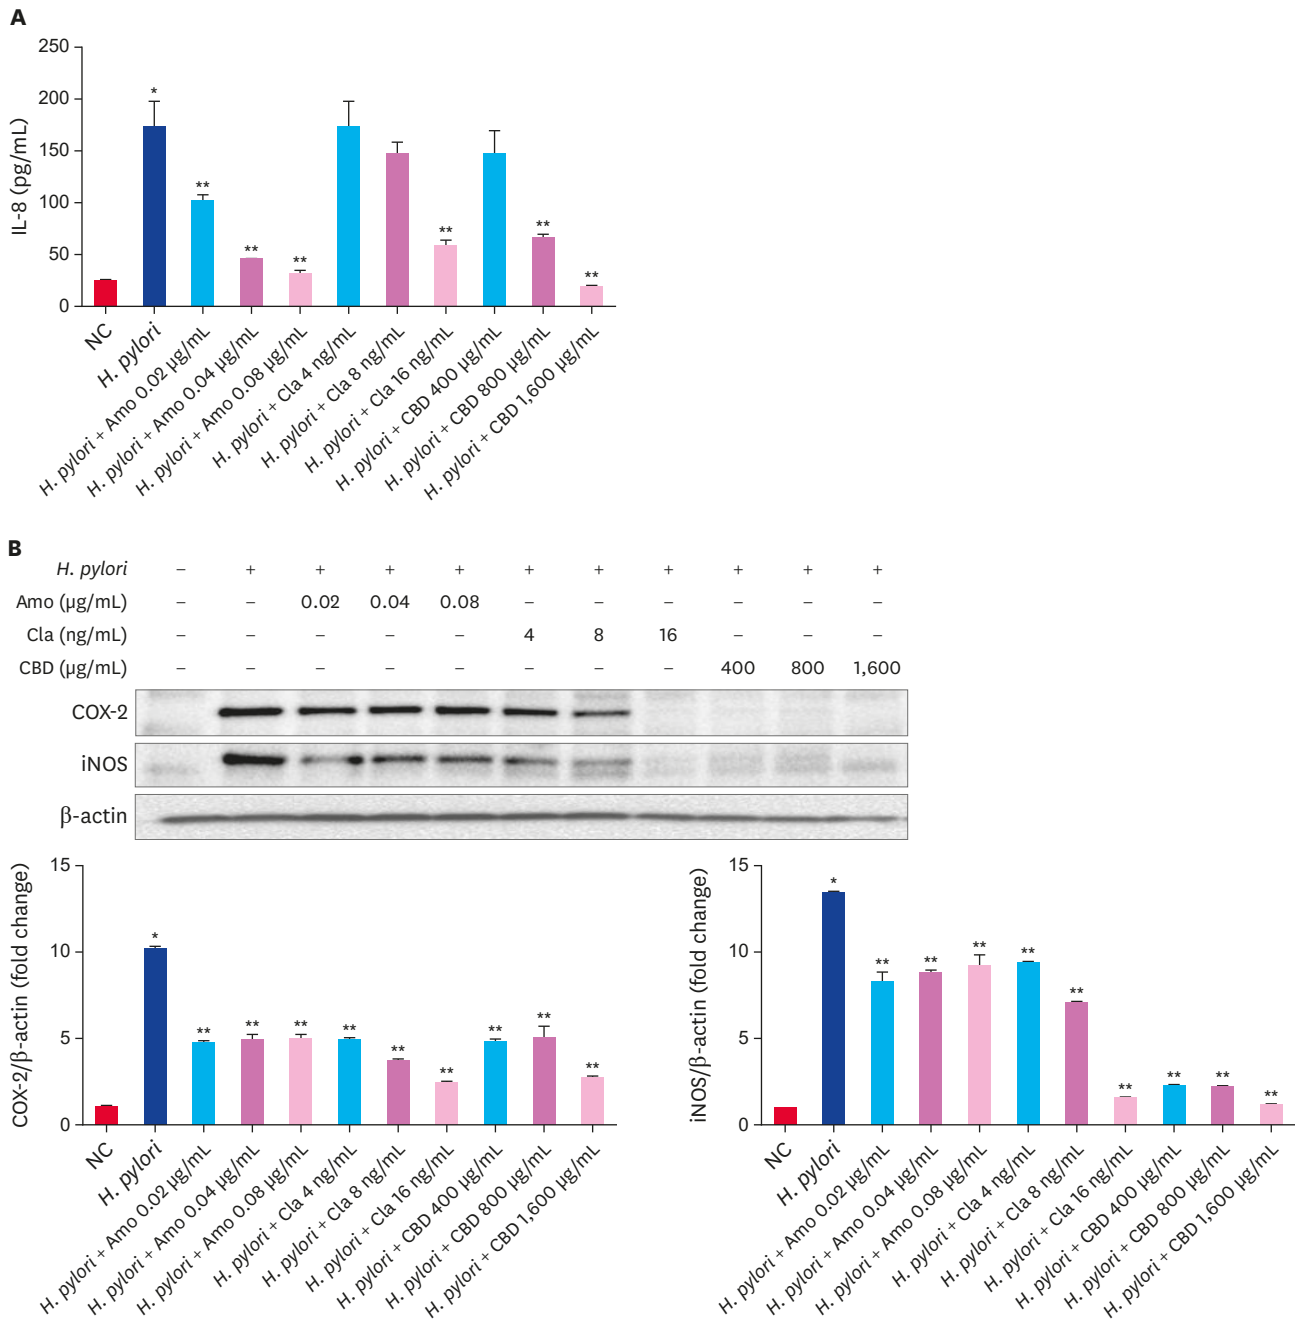 A
250
200
150
100
50
0
IL-8 (pg/mL)
*
**
**
**
**
**
**
NC
H. pylori
H. pylori + Amo 0.02 µg/mL
H. pylori + Amo 0.04 µg/mL
H. pylori + Amo 0.08 µg/mL
H. pylori + Cla 4 ng/mL
H. pylori + Cla 8 ng/mL
H. pylori + Cla 16 ng/mL
H. pylori + CBD 400 µg/mL
H. pylori + CBD 800 µg/mL
H. pylori + CBD 1,600 µg/mL
B
H. pylori – + + + + + + + + + +
Amo (µg/mL) – – 0.02 0.04 0.08 – – – – – –
Cla (ng/mL) – – – – – 4 8 16 – – –
CBD (µg/mL) – – – – – – – – 400 800 1,600
COX-2
iNOS
β-actin
15
10
5
0
COX-2/β-actin (fold change)
*
**
**
**
**
**
**
**
**
**
NC
H. pylori
H. pylori + Amo 0.02 µg/mL
H. pylori + Amo 0.04 µg/mL
H. pylori + Amo 0.08 µg/mL
H. pylori + Cla 4 ng/mL
H. pylori + Cla 8 ng/mL
H. pylori + Cla 16 ng/mL
H. pylori + CBD 400 µg/mL
H. pylori + CBD 800 µg/mL
H. pylori + CBD 1,600 µg/mL
15
10
5
0
iNOS/β-actin (fold change)
*
**
**
**
**
**
**
**
**
**
NC
H. pylori
H. pylori + Amo 0.02 µg/mL
H. pylori + Amo 0.04 µg/mL
H. pylori + Amo 0.08 µg/mL
H. pylori + Cla 4 ng/mL
H. pylori + Cla 8 ng/mL
H. pylori + Cla 16 ng/mL
H. pylori + CBD 400 µg/mL
H. pylori + CBD 800 µg/mL
H. pylori + CBD 1,600 µg/mL